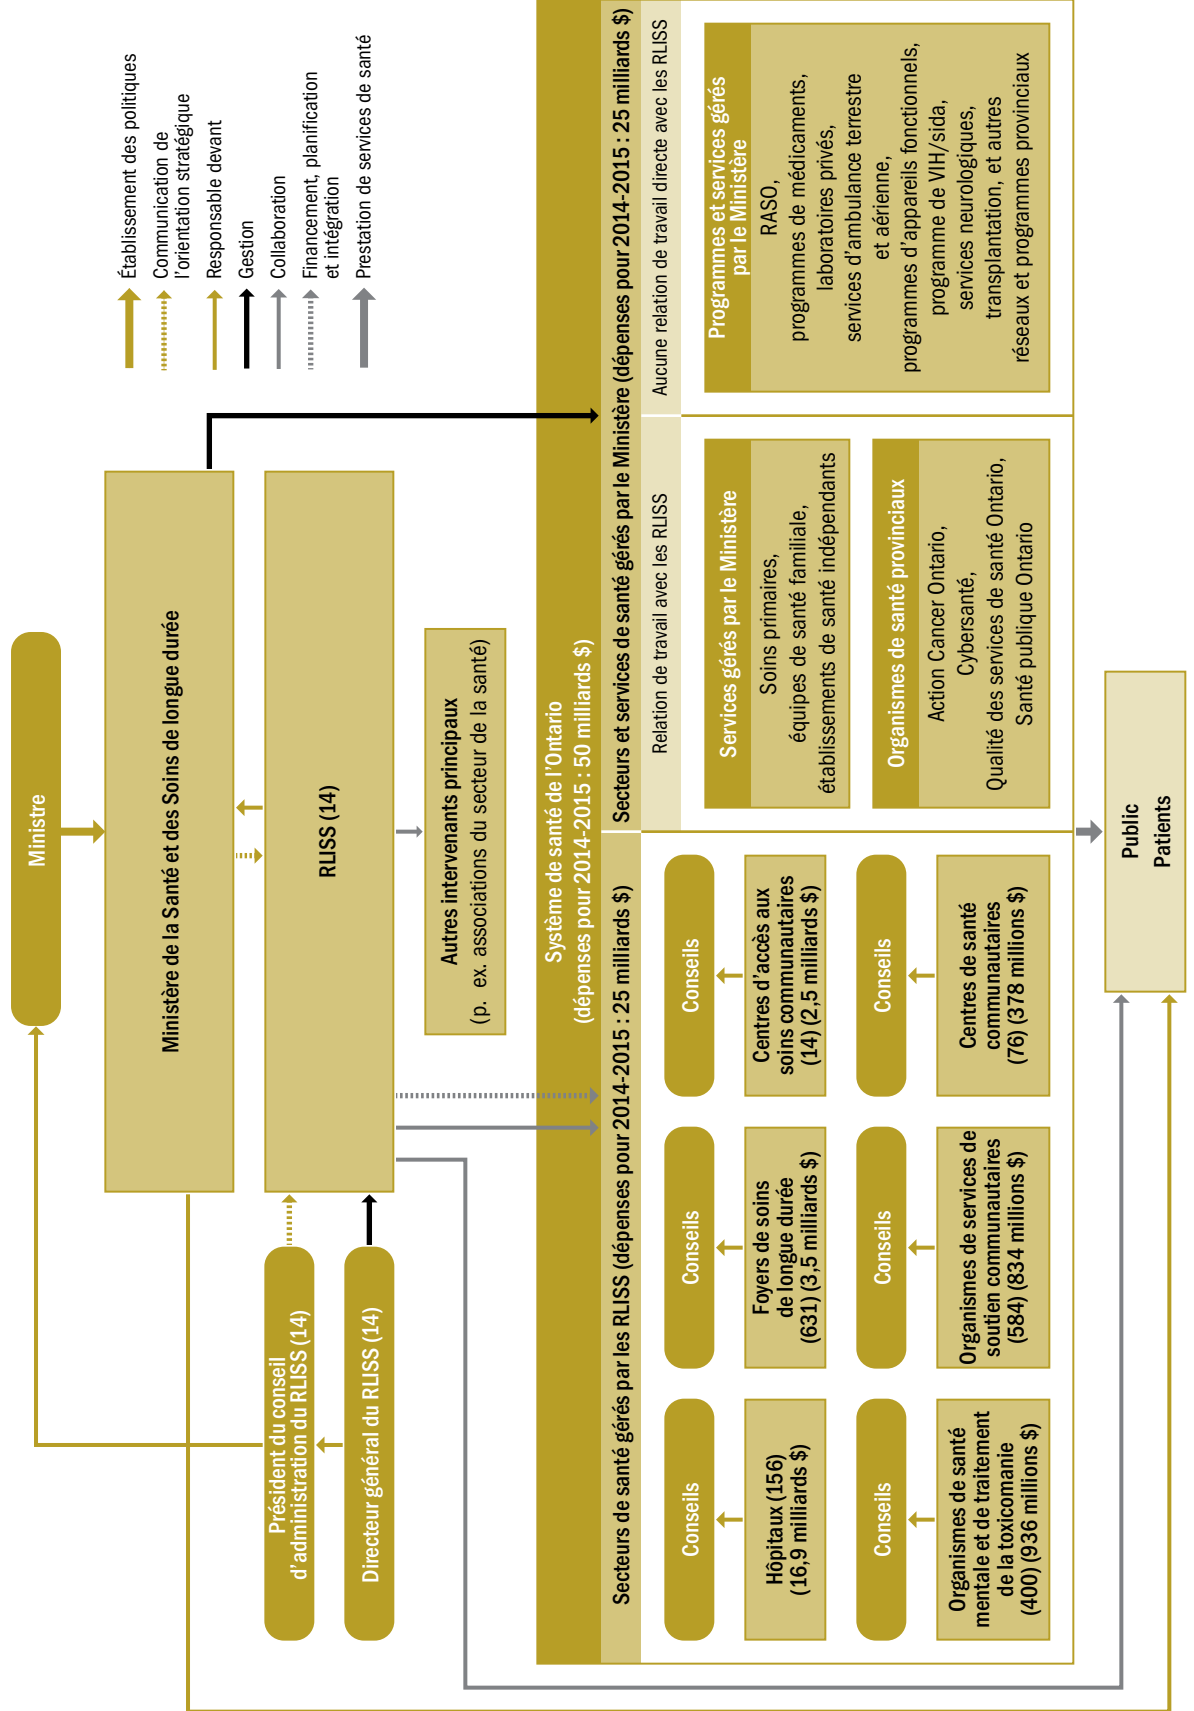 Ministre
Ministère de la Santé et des Soins de longue durée
RLISS (14)
Président du conseil
d'administration du RLISS (14)
Directeur général du RLISS (14)
Autres intervenants principaux
(p. ex. associations du secteur de la santé)
Établissement des politiques
Communication de
l'orientation stratégique
Responsable devant
Gestion
Collaboration
Financement, planification
et intégration
Prestation de services de santé
Système de santé de l'Ontario
(dépenses pour 2014-2015 : 50 milliards $)
Secteurs de santé gérés par les RLISS (dépenses pour 2014-2015 : 25 milliards $)
Conseils
Hôpitaux (156)
(16,9 milliards $)
Conseils
Foyers de soins
de longue durée
(631) (3,5 milliards $)
Conseils
Centres d'accès aux
soins communautaires
(14) (2,5 milliards $)
Conseils
Organismes de santé
mentale et de traitement
de la toxicomanie
(400) (936 millions $)
Conseils
Organismes de services de
soutien communautaires
(584) (834 millions $)
Conseils
Centres de santé
communautaires
(76) (378 millions $)
Secteurs et services de santé gérés par le Ministère (dépenses pour 2014-2015 : 25 milliards $)
Relation de travail avec les RLISS
Services gérés par le Ministère
Soins primaires,
équipes de santé familiale,
établissements de santé indépendants
Organismes de santé provinciaux
Action Cancer Ontario,
Cybersanté,
Qualité des services de santé Ontario,
Santé publique Ontario
Aucune relation de travail directe avec les RLISS
Programmes et services gérés
par le Ministère
RASO,
programmes de médicaments,
laboratoires privés,
services d'ambulance terrestre
et aérienne,
programmes d'appareils fonctionnels,
programme de VIH/sida,
services neurologiques,
transplantation, et autres
réseaux et programmes provinciaux
Public
Patients